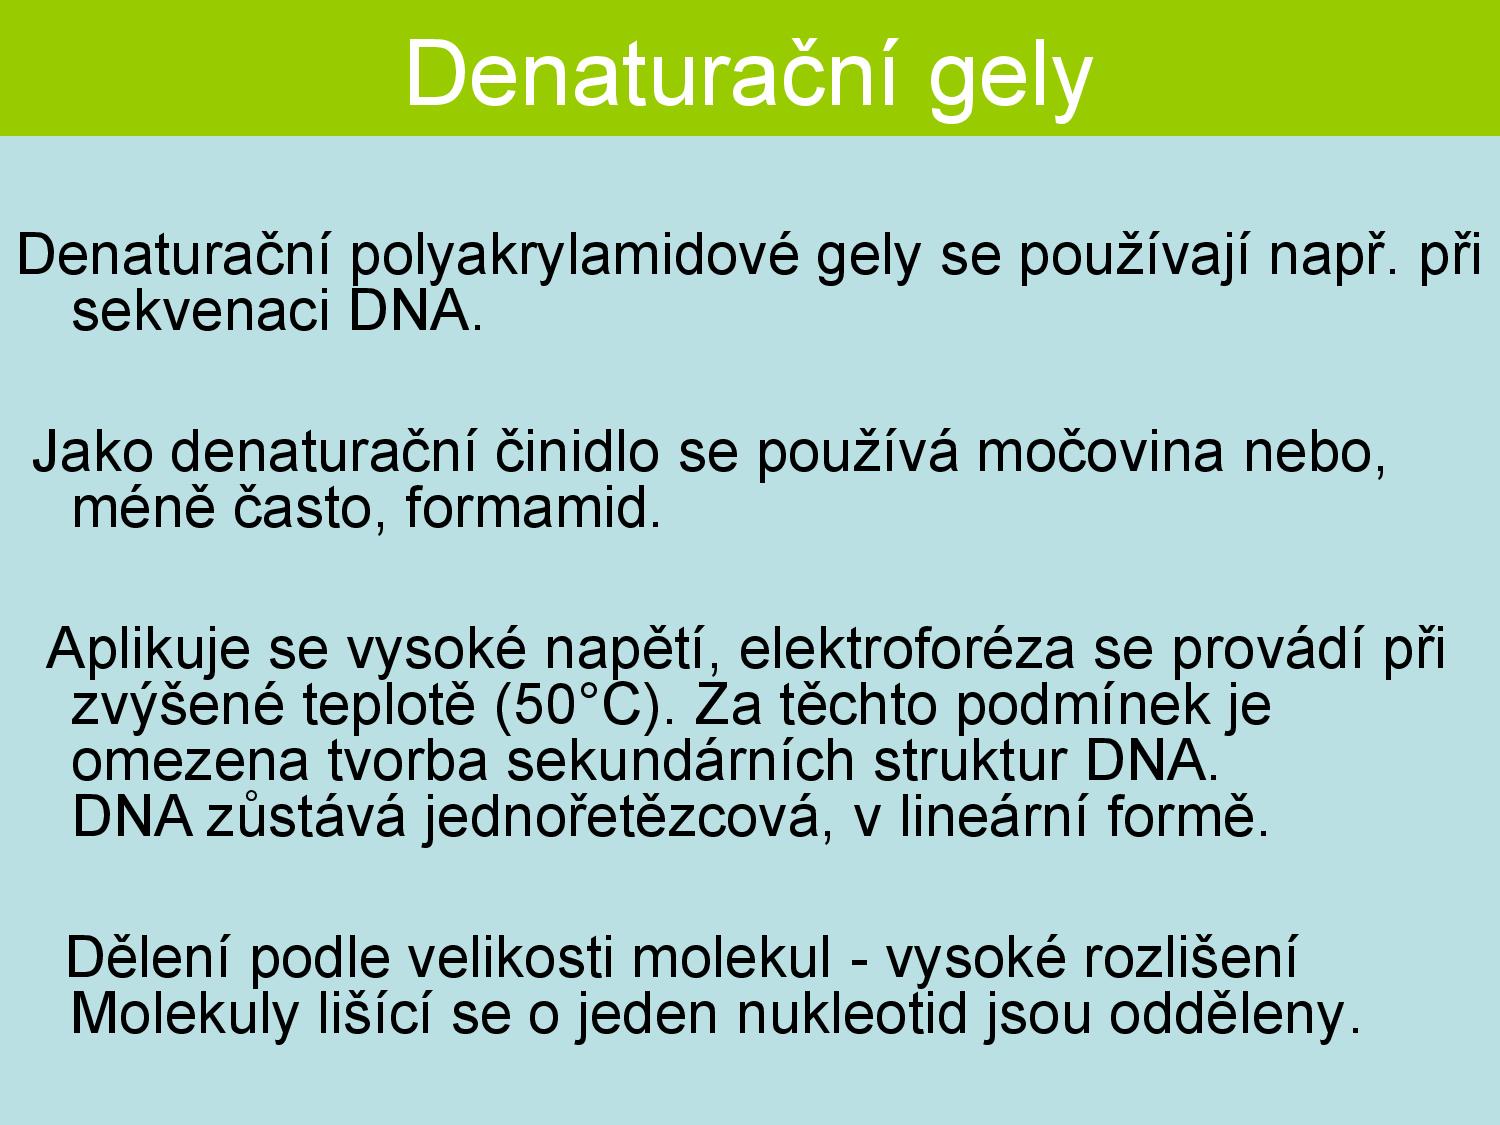 Denaturační gely
Denaturační polyakrylamidové gely se používají např. při
sekvenaci DNA.
Jako denaturační činidlo se používá močovina nebo,
méně často, formamid.
Aplikuje se vysoké napětí, elektroforéza se provádí při
zvýšené teplotě (50°C). Za těchto podmínek je
omezena tvorba sekundárních struktur DNA.
DNA zůstává jednořetězcová, v lineární formě.
Dělení podle velikosti molekul - vysoké rozlišení
Molekuly lišící se o jeden nukleotid jsou odděleny.